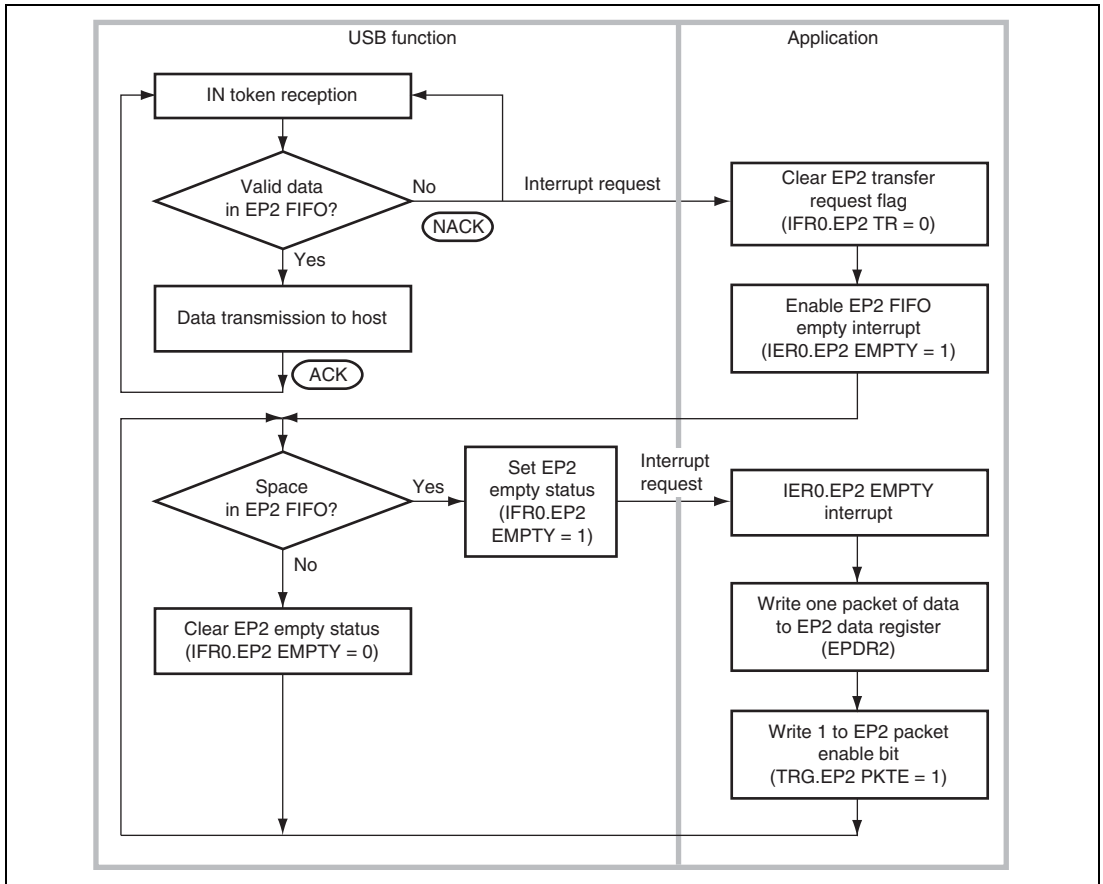 USB function
Application
IN token reception
Valid data
in EP2 FIFO?
No
NACK
Interrupt request
Clear EP2 transfer
request flag
(IFR0.EP2 TR = 0)
Yes
Data transmission to host
ACK
Enable EP2 FIFO
empty interrupt
(IER0.EP2 EMPTY = 1)
Space
in EP2 FIFO?
Yes
Set EP2
empty status
(IFR0.EP2
EMPTY = 1)
Interrupt
request
IER0.EP2 EMPTY
interrupt
No
Clear EP2 empty status
(IFR0.EP2 EMPTY = 0)
Write one packet of data
to EP2 data register
(EPDR2)
Write 1 to EP2 packet
enable bit
(TRG.EP2 PKTE = 1)